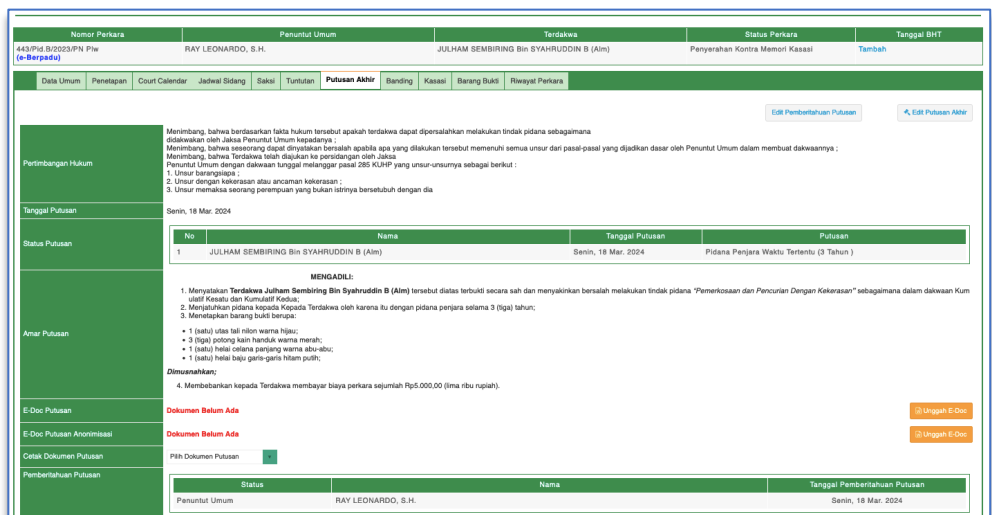 Nomor Perkara Penuntut Umum Terdakwa Status Perkara Tanggal BHT
443/Pid.B/2023/PN Plw RAY LEONARDO, S.H. JULHAM SEMBIRING Bin SYAHRUDDIN B (Alm) Penyerahan Kontra Memori Kasasi Tambah
(e-Berpadu)
Data Umum Penetapan Court Calendar Jadwal Sidang Saksi Tuntutan Putusan Akhir Banding Kasasi Barang Bukti Riwayat Perkara
Edit Pemberitahuan Putusan Edit Putusan Akhir
Pertimbangan Hukum
Menimbang, bahwa berdasarkan fakta hukum tersebut apakah terdakwa dapat dipersalahkan melakukan tindak pidana sebagaimana
didakwakan oleh Jaksa Penuntut Umum kepadanya ;
Menimbang, bahwa seseorang dapat dinyatakan bersalah apabila apa yang dilakukan tersebut memenuhi semua unsur dari pasal-pasal yang dijadikan dasar oleh Penuntut Umum dalam membuat dakwaannya ;
Menimbang, bahwa Terdakwa telah diajukan ke persidangan oleh Jaksa
Penuntut Umum dengan dakwaan tunggal melanggar pasal 285 KUHP yang unsur-unsurnya sebagai berikut :
1. Unsur barangsiapa ;
2. Unsur dengan kekerasan atau ancaman kekerasan ;
3. Unsur memaksa seorang perempuan yang bukan istrinya bersetubuh dengan dia
Tanggal Putusan Senin, 18 Mar. 2024
Status Putusan
No Nama Tanggal Putusan Putusan
1 JULHAM SEMBIRING Bin SYAHRUDDIN B (Alm) Senin, 18 Mar. 2024 Pidana Penjara Waktu Tertentu (3 Tahun )
Amar Putusan
MENGADILI:
1. Menyatakan Terdakwa Julham Sembiring Bin Syahruddin B (Alm) tersebut diatas terbukti secara sah dan menyakinkan bersalah melakukan tindak pidana "Pemerkosaan dan Pencurian Dengan Kekerasan" sebagaimana dalam dakwaan Kum
ulatif Kesatu dan Kumulatif Kedua;
2. Menjatuhkan pidana kepada Kepada Terdakwa oleh karena itu dengan pidana penjara selama 3 (tiga) tahun;
3. Menetapkan barang bukti berupa:
• 1 (satu) utas tali nilon warna hijau;
• 3 (tiga) potong kain handuk warna merah;
• 1 (satu) helai celana panjang warna abu-abu;
• 1 (satu) helai baju garis-garis hitam putih;
Dimusnahkan;
4. Membebankan kepada Terdakwa membayar biaya perkara sejumlah Rp5.000,00 (lima ribu rupiah).
E-Doc Putusan Dokumen Belum Ada Unggah E-Doc
E-Doc Putusan Anonimisasi Dokumen Belum Ada Unggah E-Doc
Cetak Dokumen Putusan Pilih Dokumen Putusan
Pemberitahuan Putusan
Status Nama Tanggal Pemberitahuan Putusan
Penuntut Umum RAY LEONARDO, S.H. Senin, 18 Mar. 2024